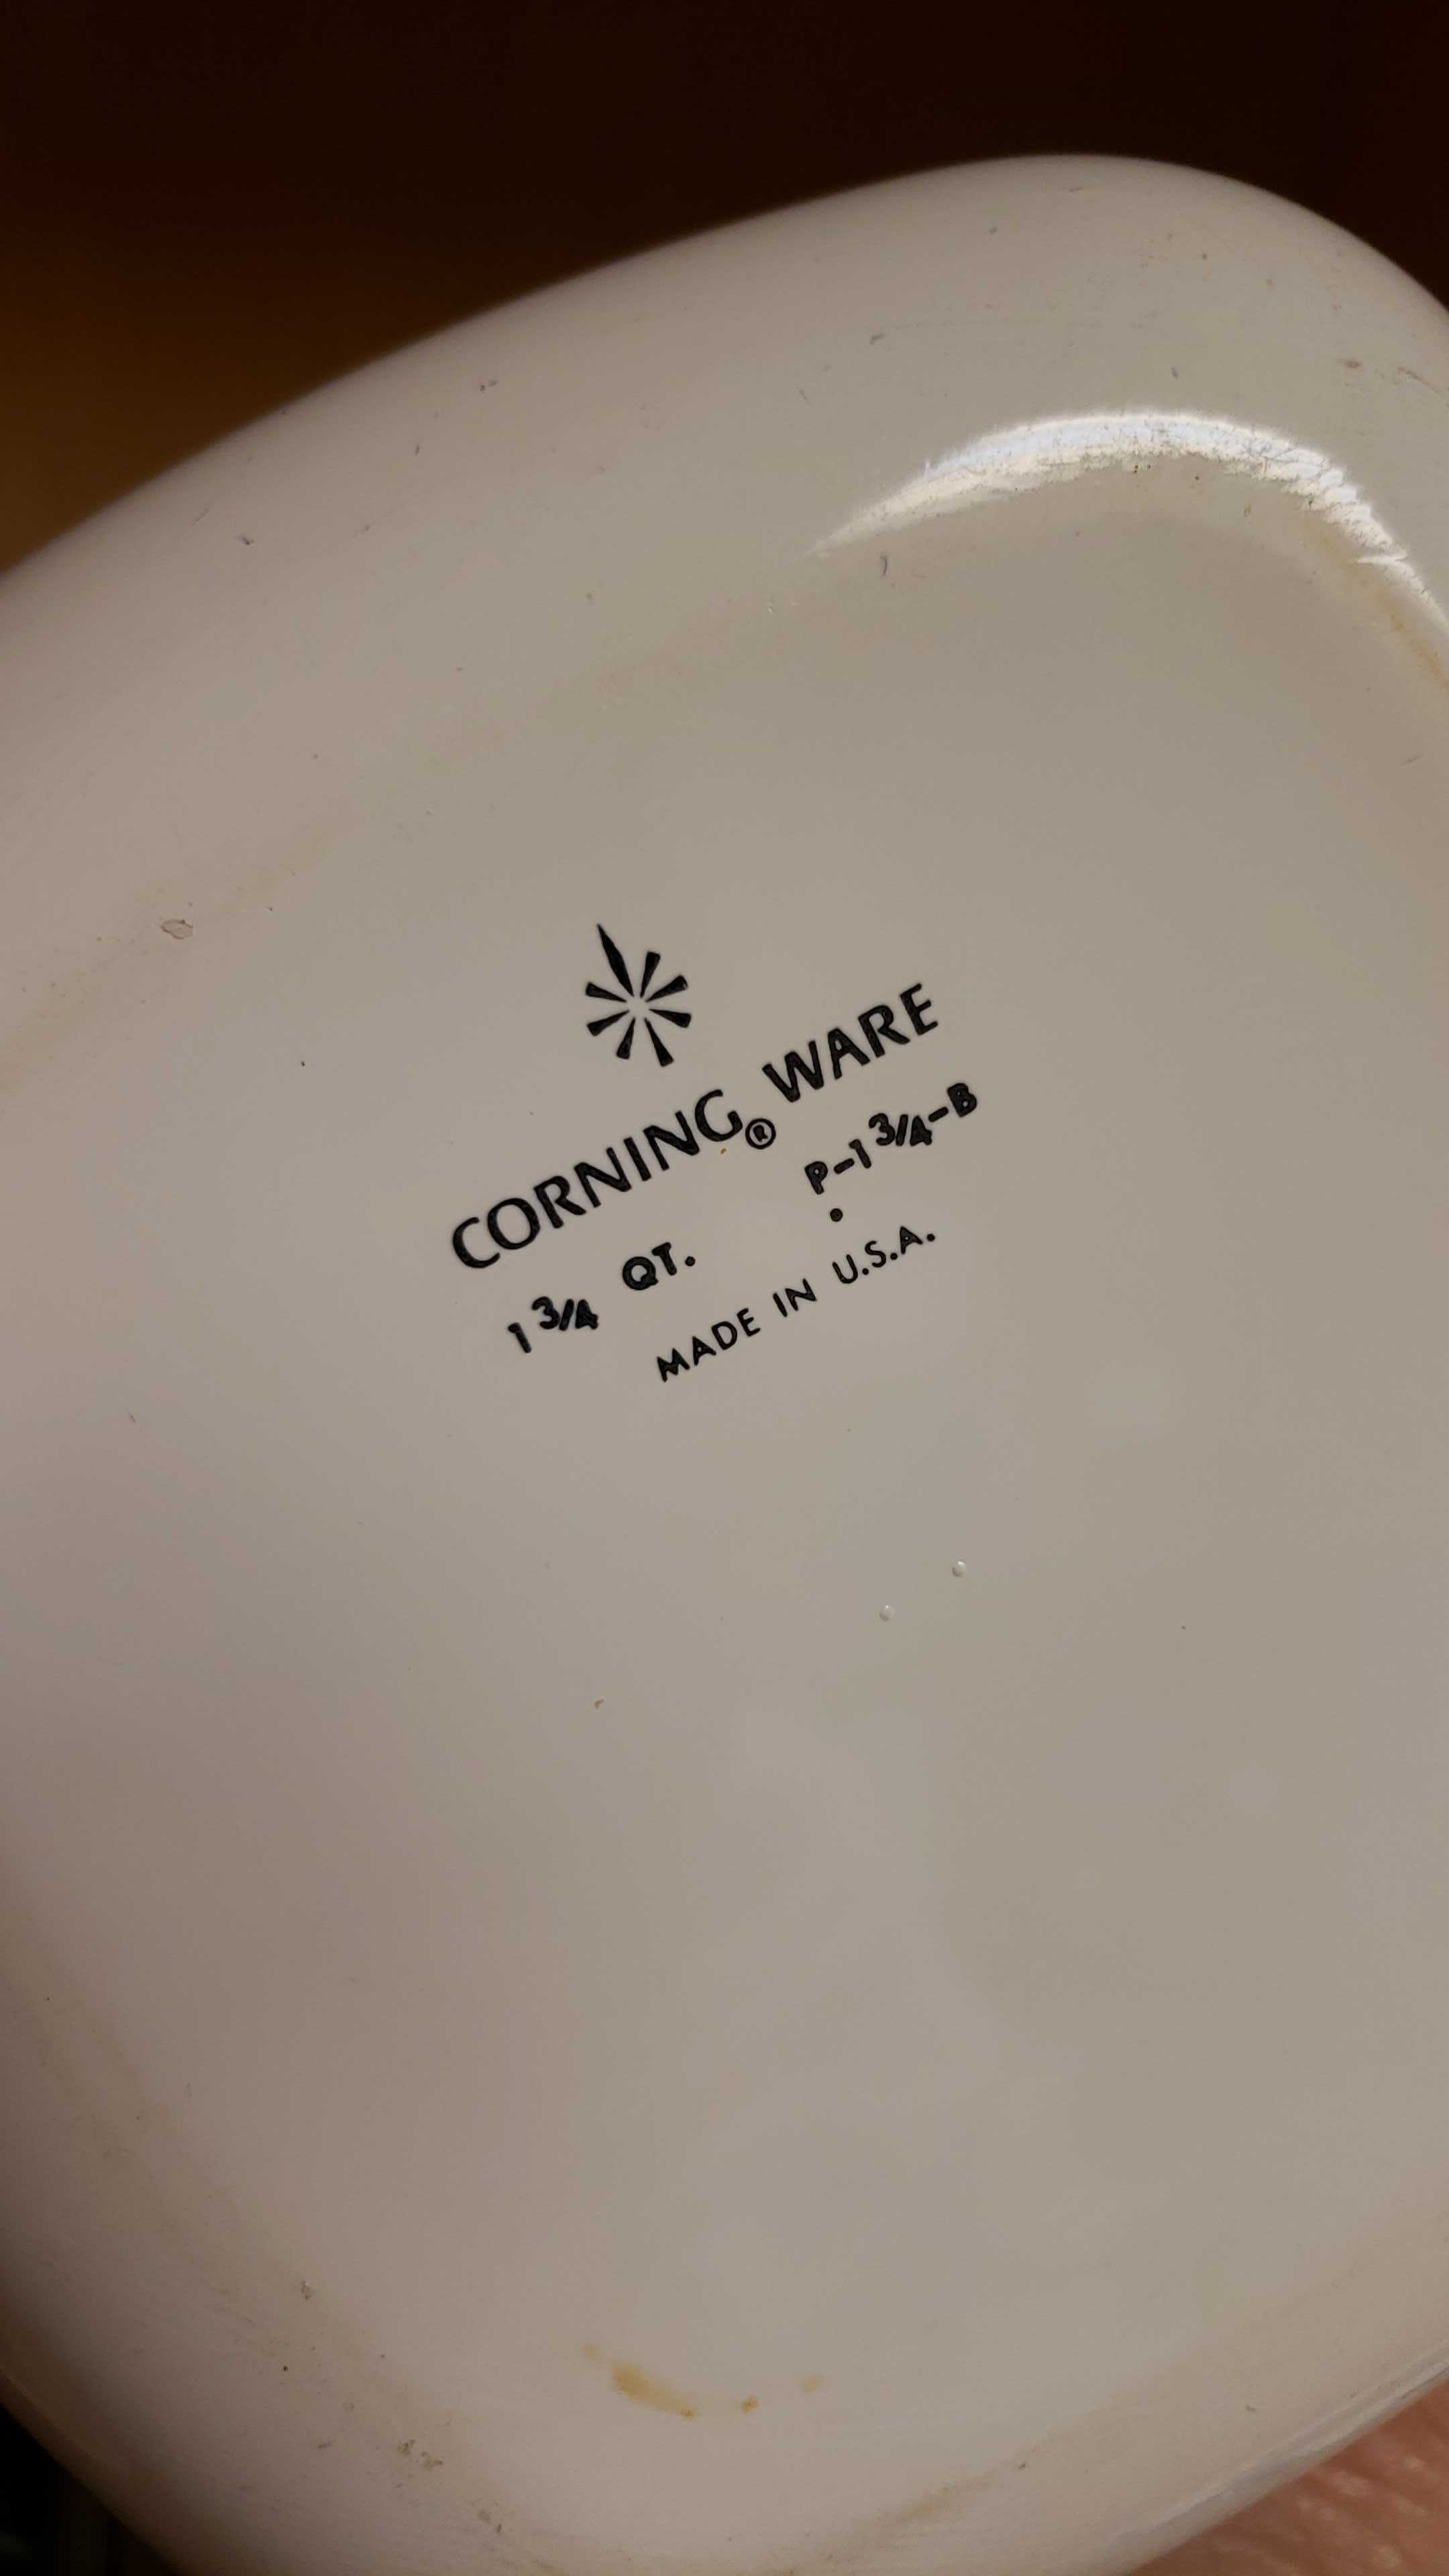 CORNING® WARE
1 3/4 QT. P-1 3/4-B
•
MADE IN U.S.A.